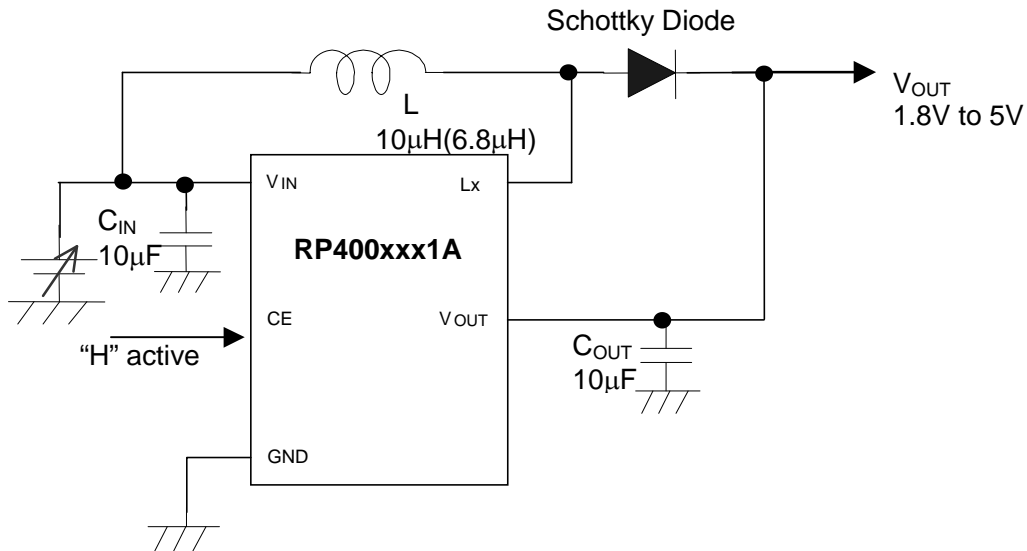 Schottky Diode
VOUT
1.8V to 5V
L
10μH(6.8μH)
VIN
Lx
CIN
10μF
RP400xxx1A
CE
VOUT
“H” active
COUT
10μF
GND